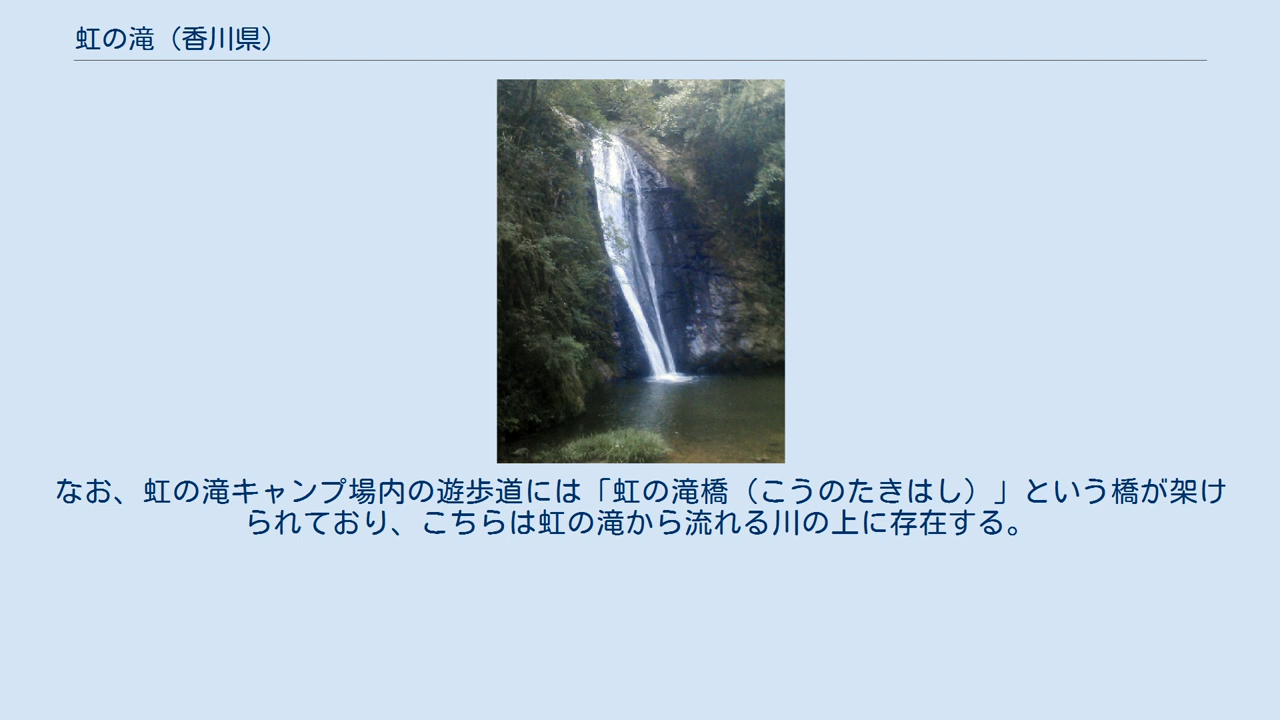 虹の滝（香川県）
なお、虹の滝キャンプ場内の遊歩道には「虹の滝橋（こうのたきはし）」という橋が架け
られており、こちらは虹の滝から流れる川の上に存在する。